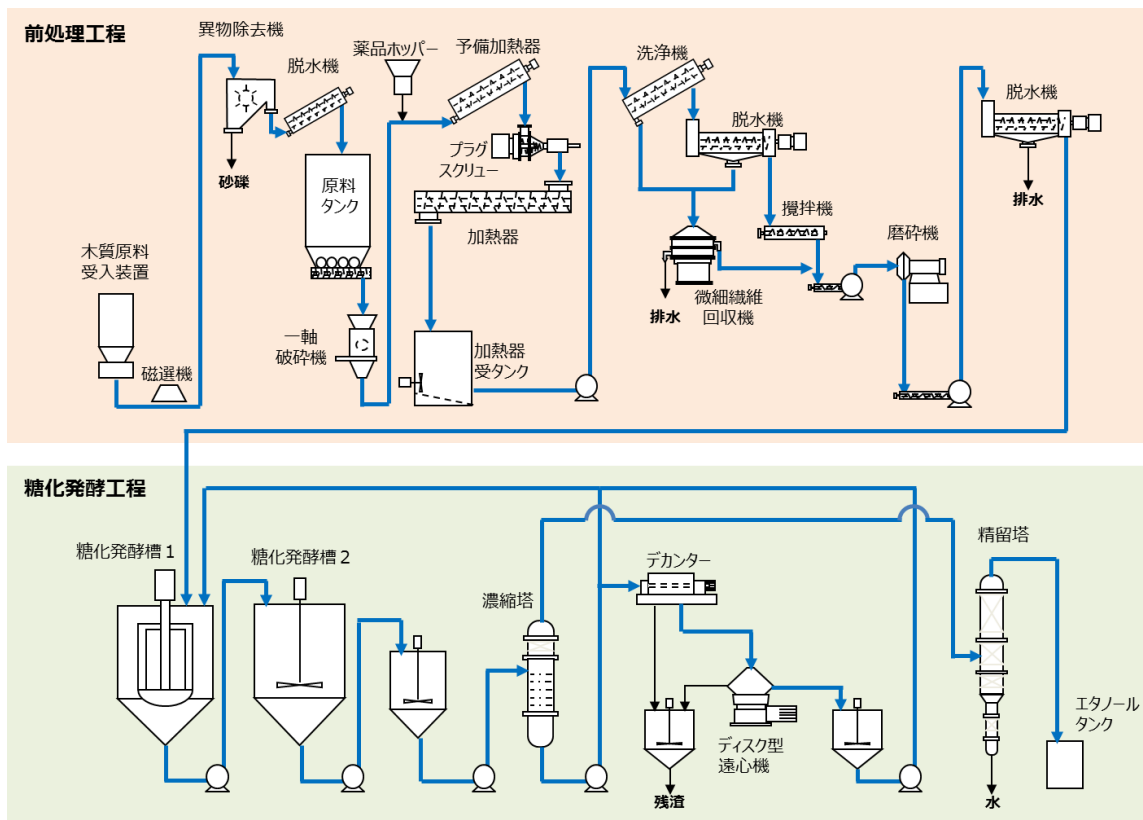 前処理工程
異物除去機
脱水機
砂礫
木質原料
受入装置
磁選機
原料
タンク
一軸
破砕機
薬品ホッパー
予備加熱器
プラグ
スクリュー
加熱器
加熱器
受タンク
洗浄機
脱水機
攪拌機
微細繊維
回収機
排水
磨砕機
脱水機
排水
糖化発酵工程
糖化発酵槽1
糖化発酵槽2
濃縮塔
デカンター
ディスク型
遠心機
残渣
精留塔
水
エタノール
タンク